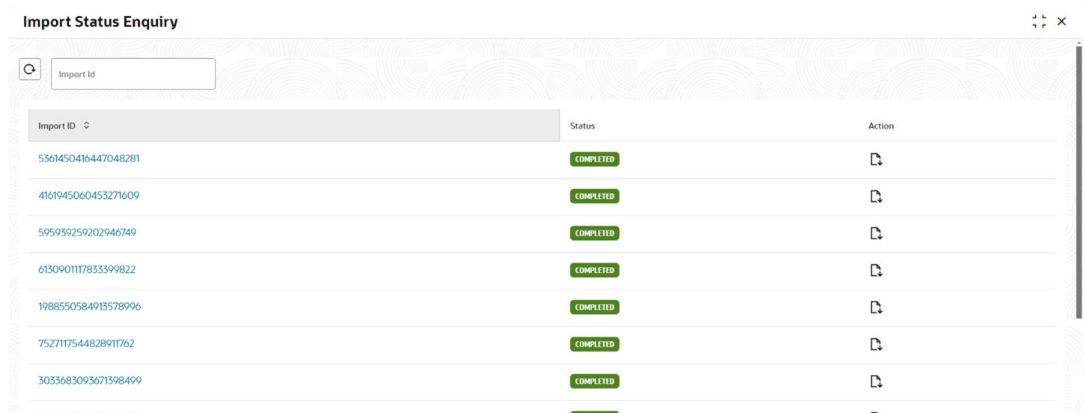 Import Status Enquiry
Import Id
Import ID Status Action
5361450416447048281 COMPLETED
4161945060453271609 COMPLETED
595939259202946749 COMPLETED
6130901117833399822 COMPLETED
1988550584913578996 COMPLETED
7527117544828911762 COMPLETED
3033683093671398499 COMPLETED